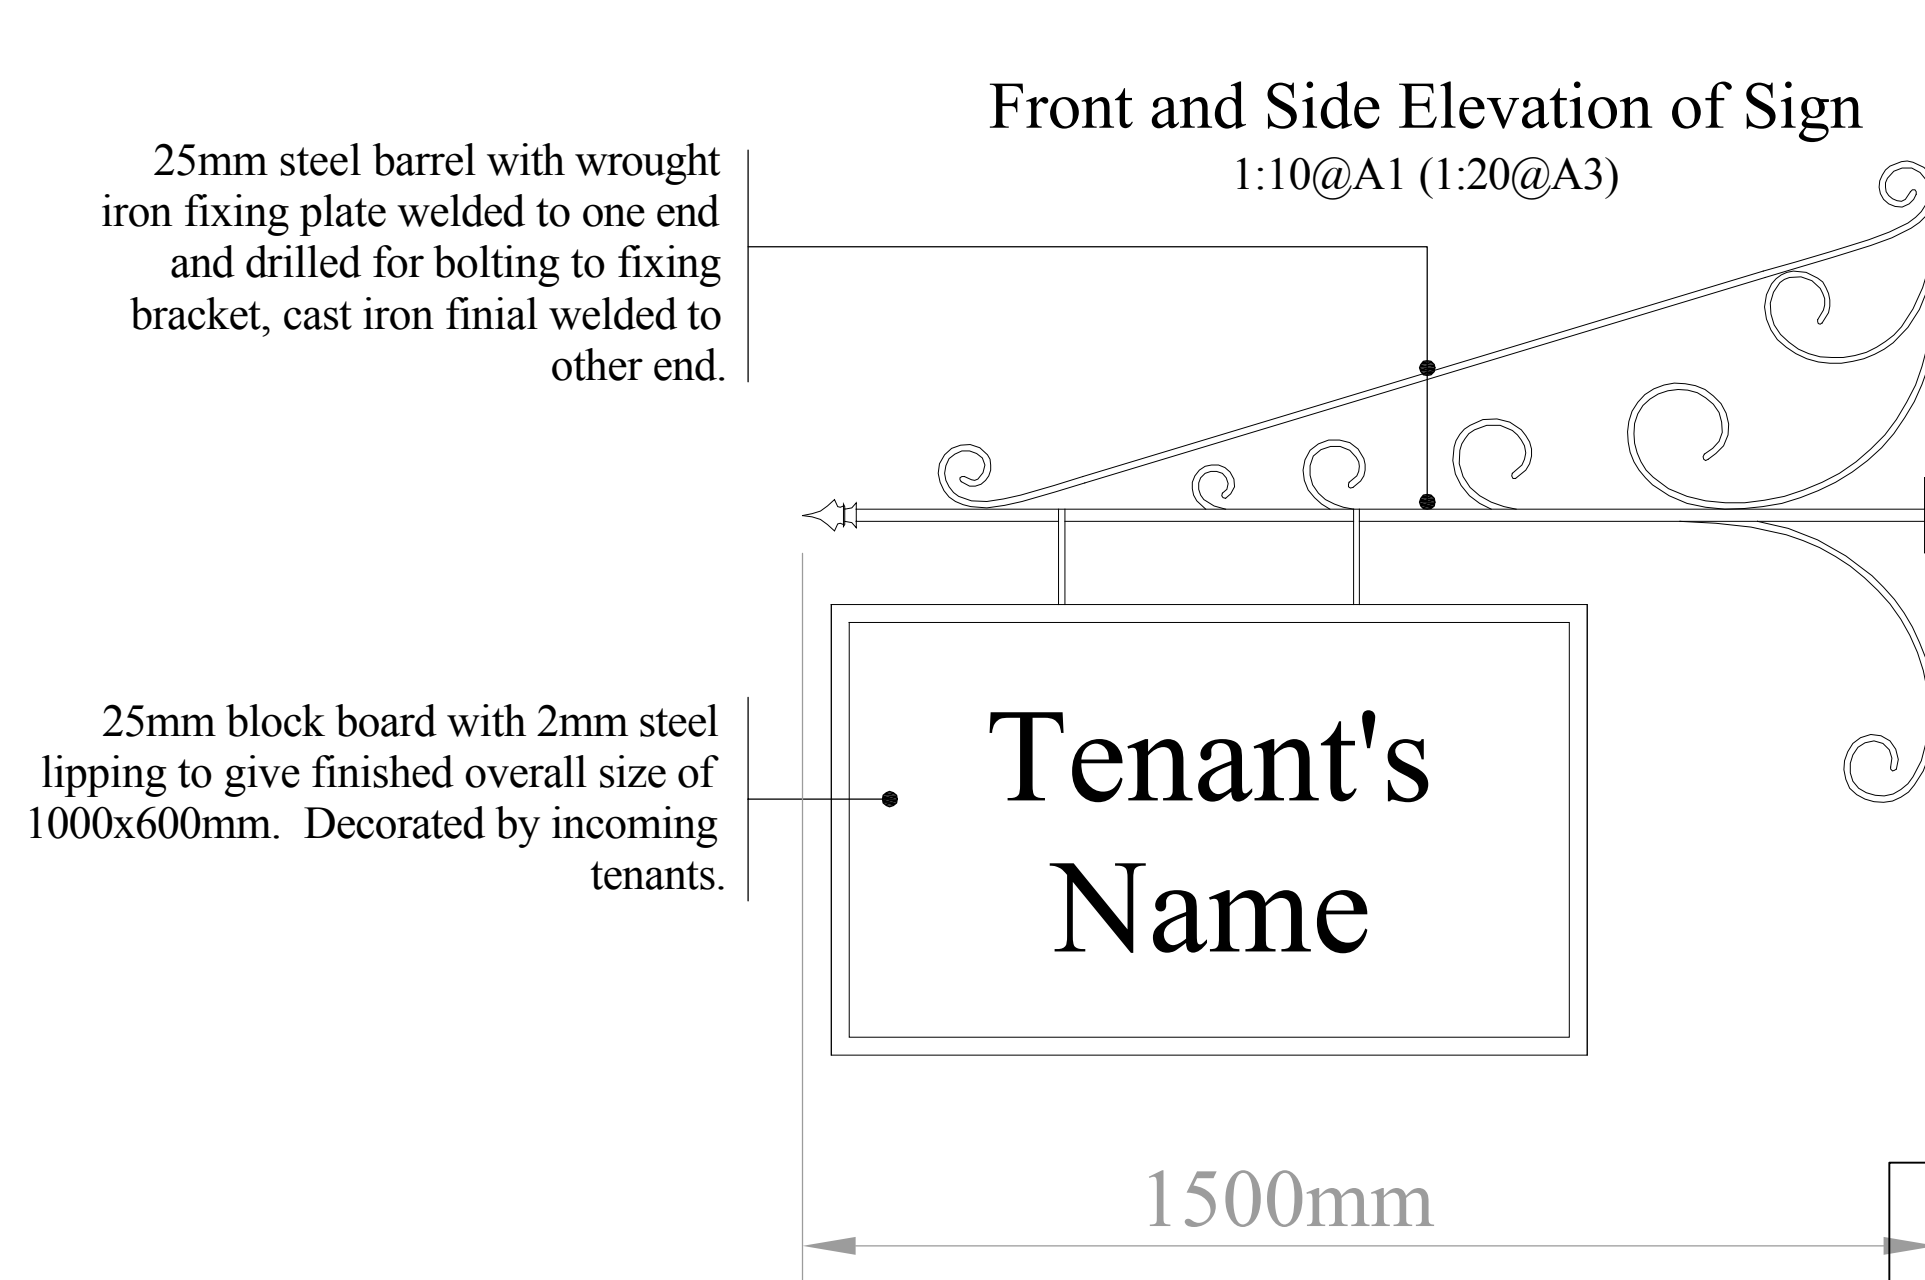 Front and Side Elevation of Sign
1:10@A1 (1:20@A3)
25mm steel barrel with wrought
iron fixing plate welded to one end
and drilled for bolting to fixing
bracket, cast iron finial welded to
other end.
25mm block board with 2mm steel
lipping to give finished overall size of
1000x600mm.  Decorated by incoming
tenants.
Tenant's
Name
1500mm